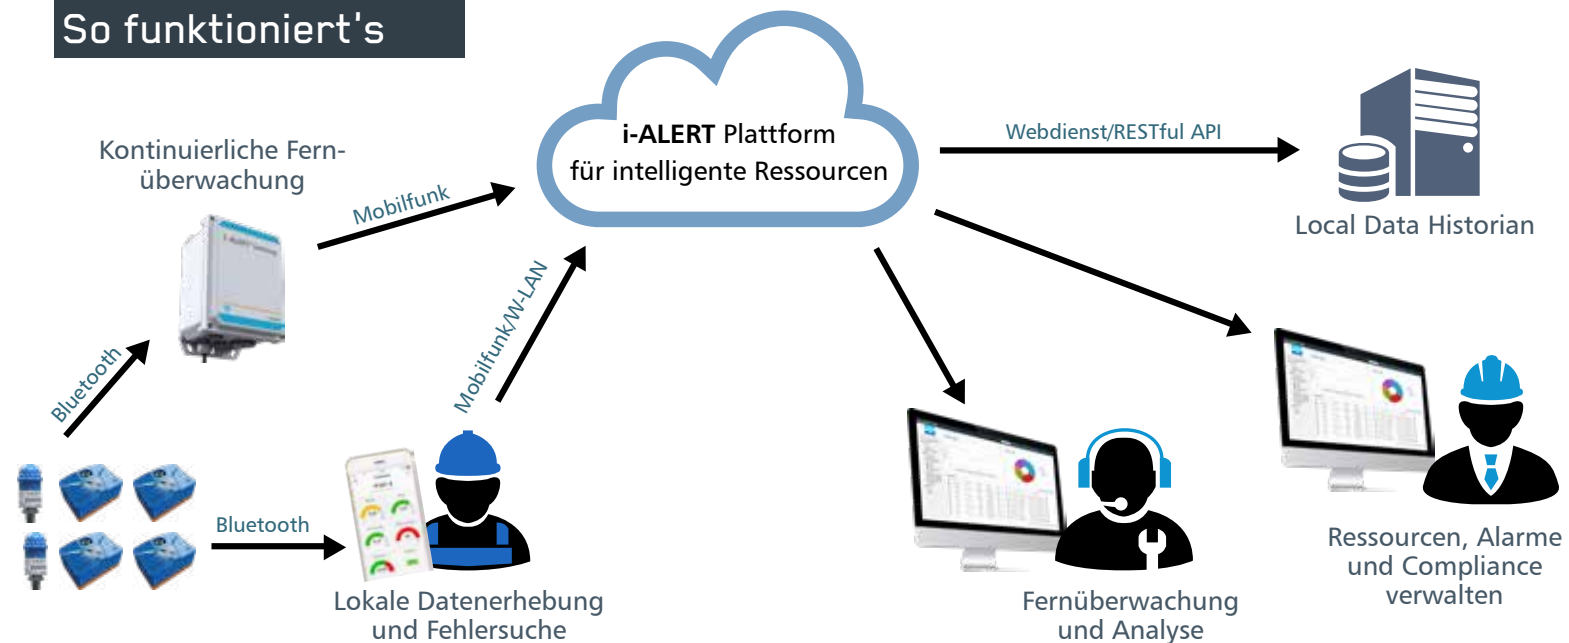 So funktioniert's
i-ALERT Plattform
für intelligente Ressourcen
Kontinuierliche Fern-
überwachung
Mobilfunk
Webdienst/RESTful API
Local Data Historian
Bluetooth
Mobilfunk/W-LAN
Bluetooth
Lokale Datenerhebung
und Fehlersuche
Fernüberwachung
und Analyse
Ressourcen, Alarme
und Compliance
verwalten